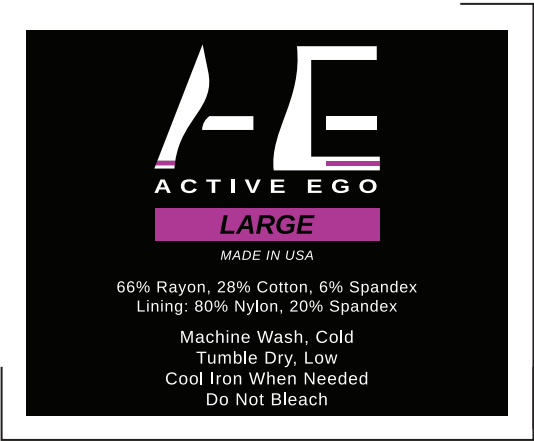 AE
ACTIVE EGO
LARGE
MADE IN USA
66% Rayon, 28% Cotton, 6% Spandex
Lining: 80% Nylon, 20% Spandex
Machine Wash, Cold
Tumble Dry, Low
Cool Iron When Needed
Do Not Bleach